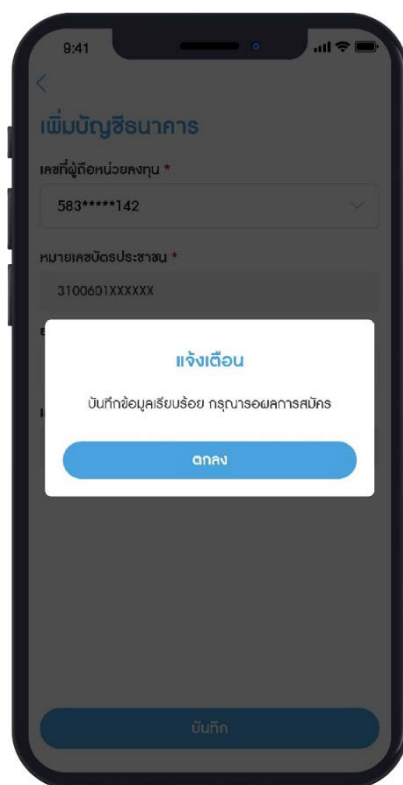 9:41
เพิ่มบัญชีธนาคาร
เลขที่ผู้ถือหน่วยลงทุน *
583*****142
หมายเลขบัตรประชาชน *
3100601XXXXXX
แจ้งเตือน
บันทึกข้อมูลเรียบร้อย กรุณารอผลการสมัคร
ตกลง
บันทึก